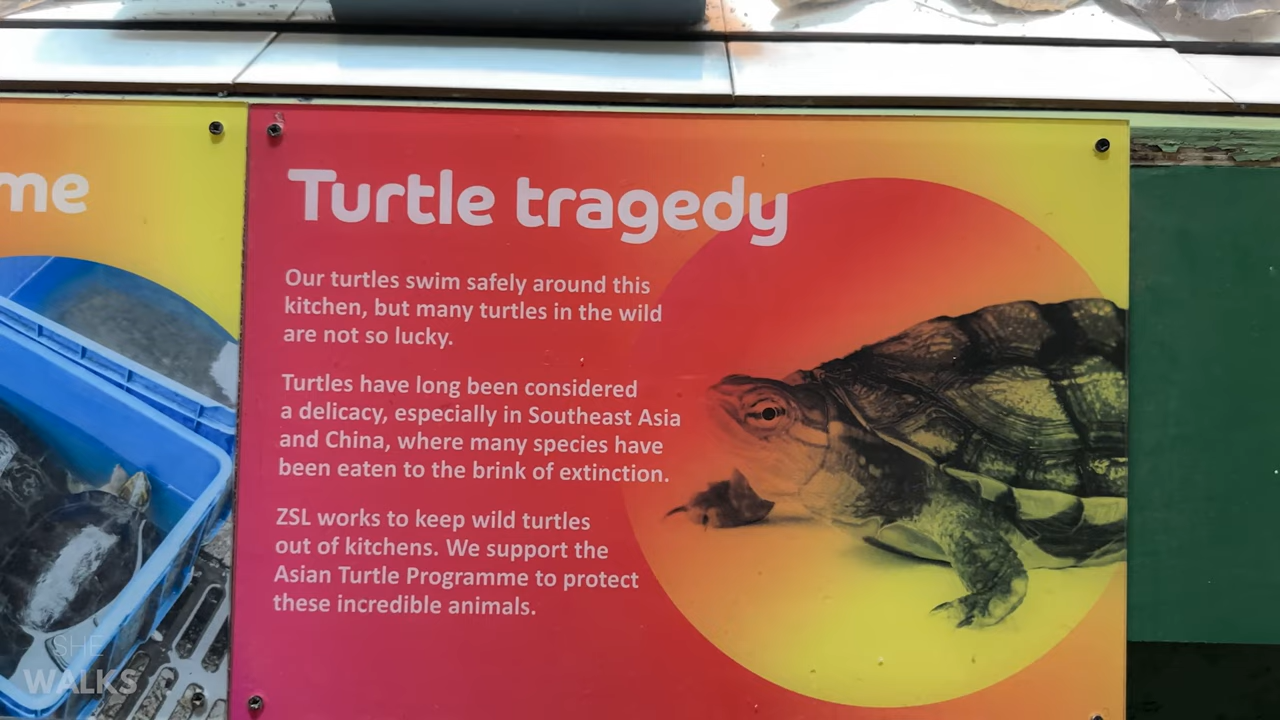 me
Turtle tragedy
Our turtles swim safely around this
kitchen, but many turtles in the wild
are not so lucky.
Turtles have long been considered
a delicacy, especially in Southeast Asia
and China, where many species have
been eaten to the brink of extinction.
ZSL works to keep wild turtles
out of kitchens. We support the
Asian Turtle Programme to protect
these incredible animals.
SHE
WALKS